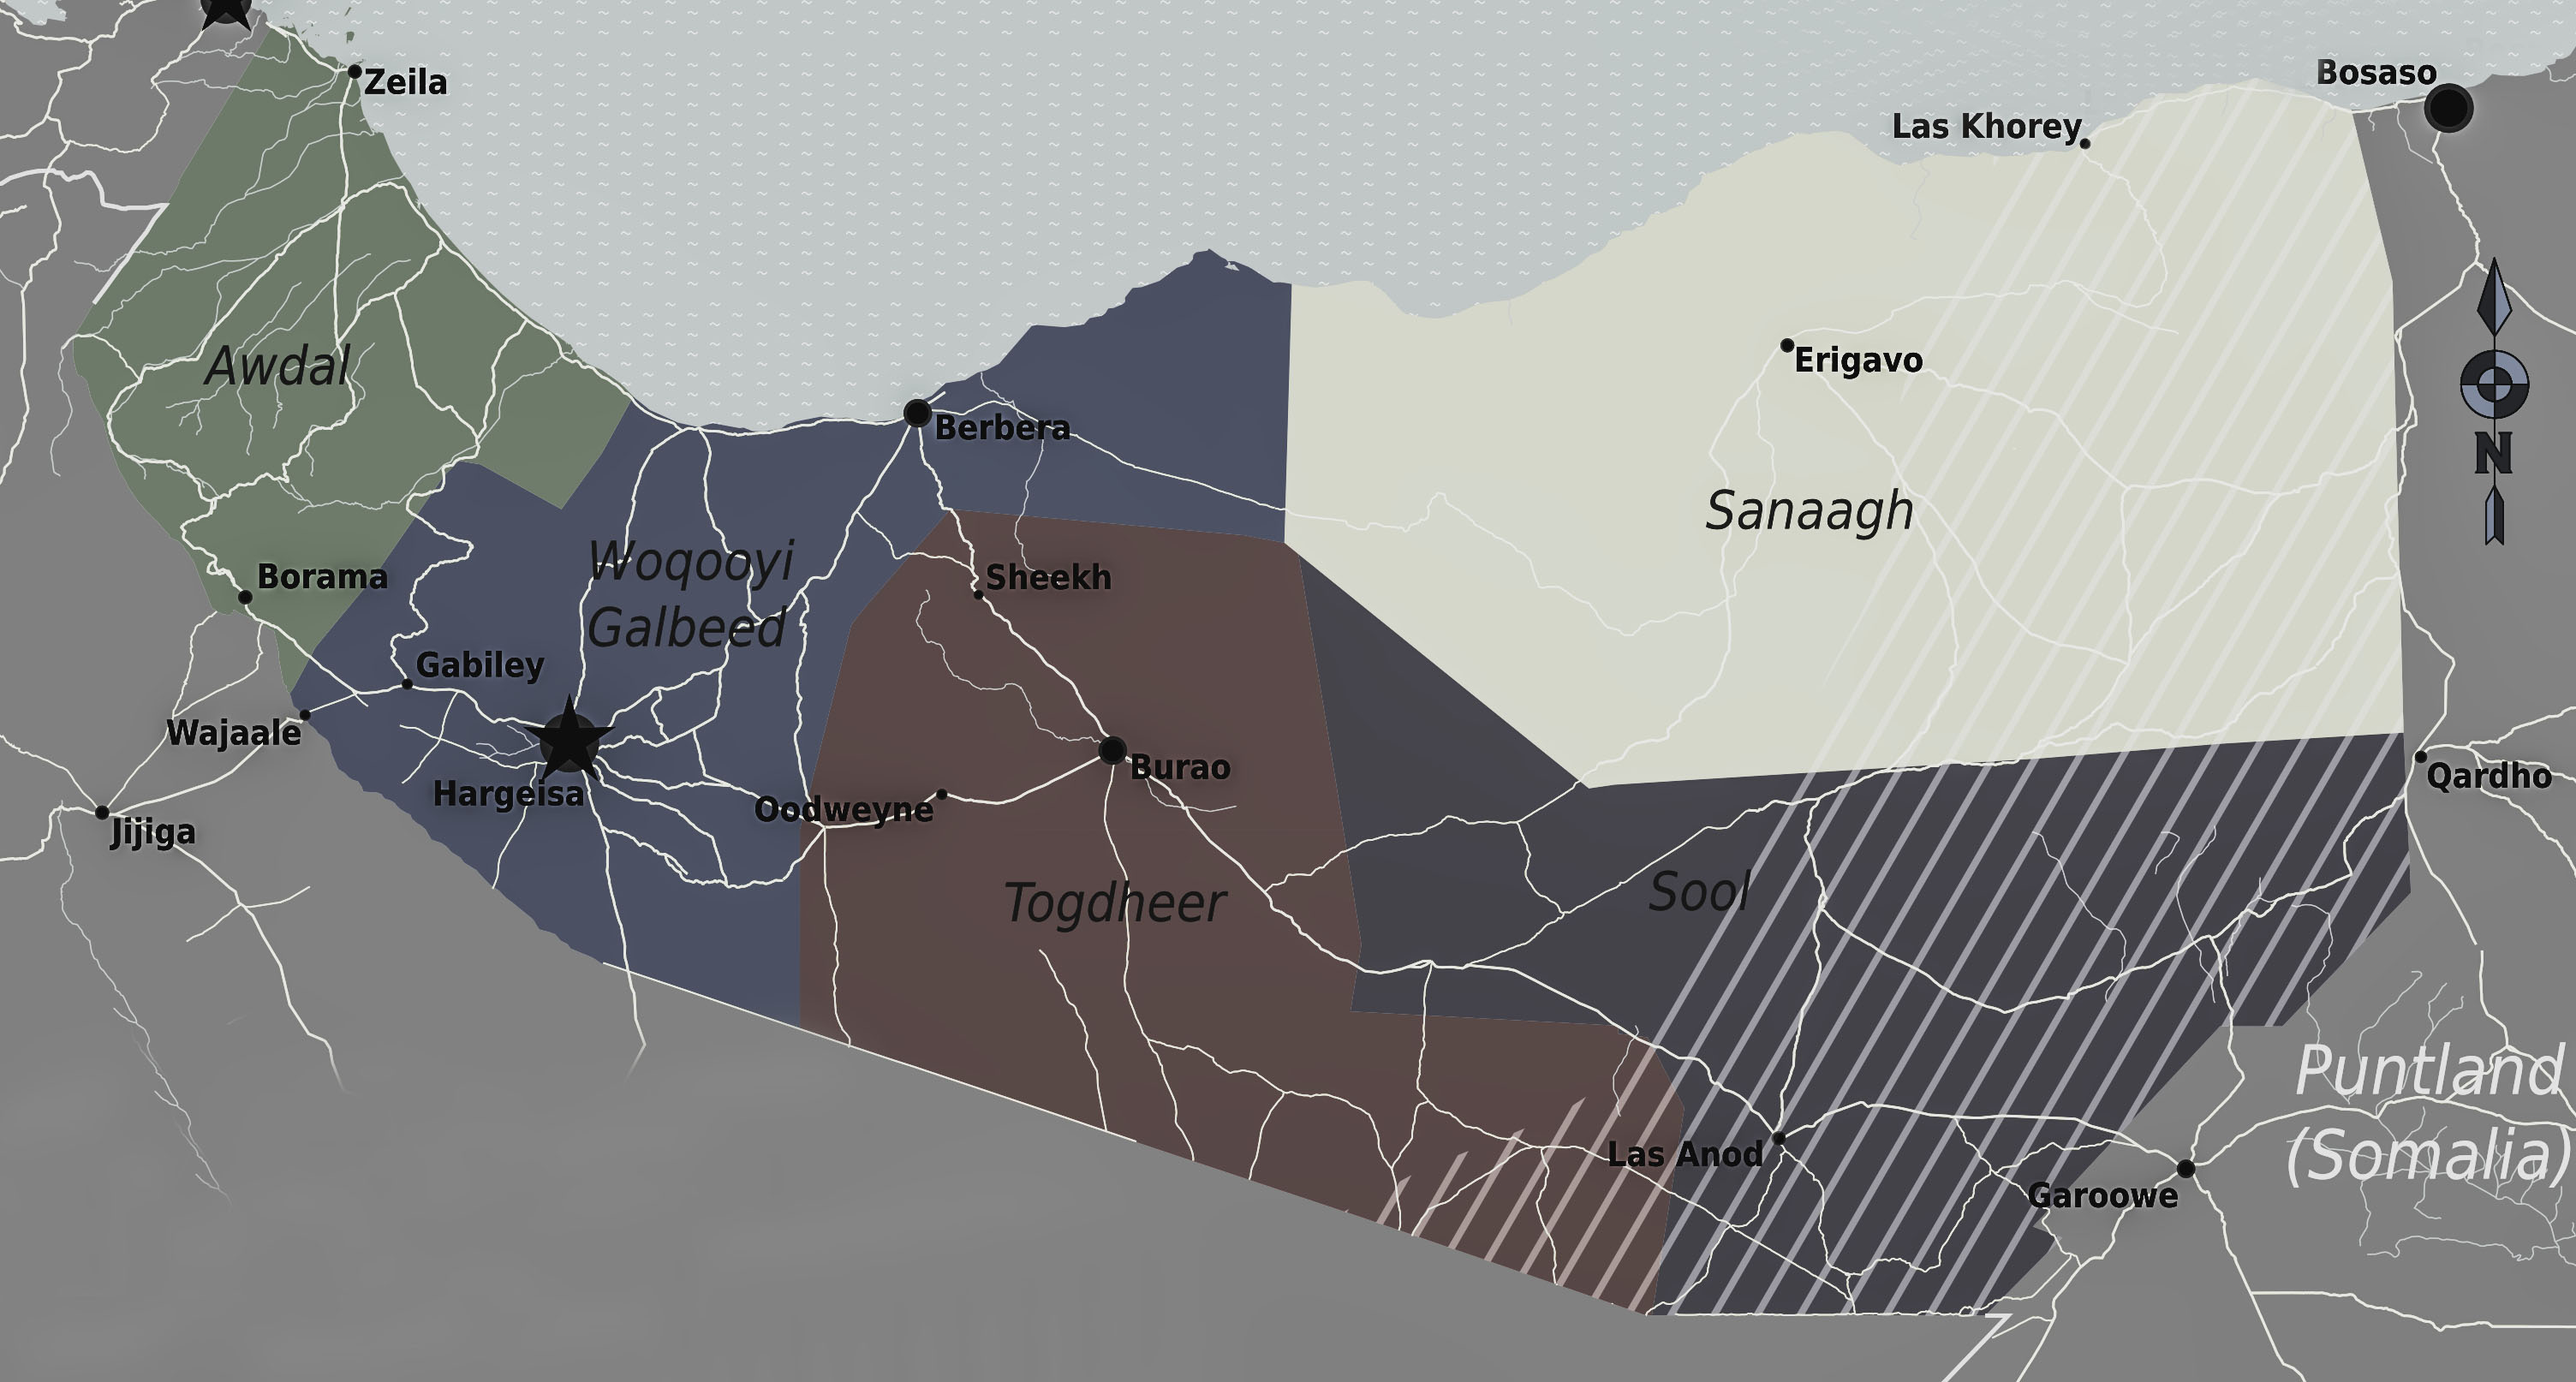 Zeila
Bosaso
Las Khorey
Awdal
Erigavo
Berbera
N
Sanaagh
Woqooyi
Galbeed
Borama
Sheekh
Gabiley
Wajaale
Hargeisa
Burao
Oodweyne
Qardho
Jijiga
Togdheer
Sool
Puntland
(Somalia)
Las Anod
Garoowe